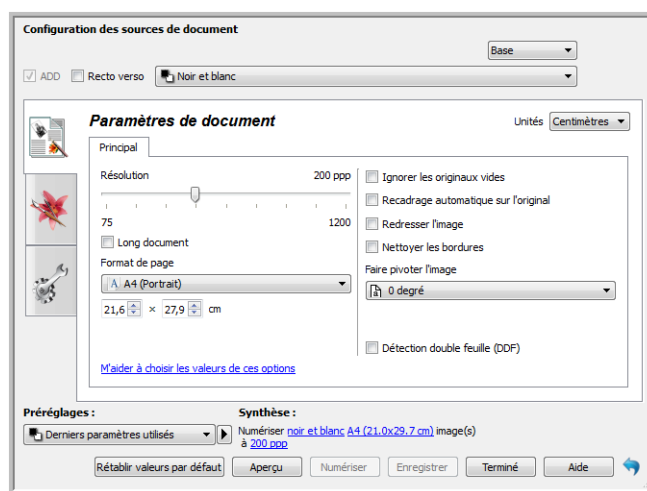 Configuration des sources de document
Base
ADD Recto verso Noir et blanc
Paramètres de document
Unités Centimètres
Principal
Résolution 200 ppp
75 1200
Long document
Format de page
A A4 (Portrait)
21,6 × 27,9 cm
M'aider à choisir les valeurs de ces options
Ignorer les originaux vides
Recadrage automatique sur l'original
Redresser l'image
Nettoyer les bordures
Faire pivoter l'image
0 degré
Détection double feuille (DDF)
Préréglages :
Derniers paramètres utilisés
Synthèse :
Numériser noir et blanc A4 (21.0x29.7 cm) image(s)
à 200 ppp
Rétablir valeurs par défaut Aperçu Numériser Enregistrer Terminé Aide